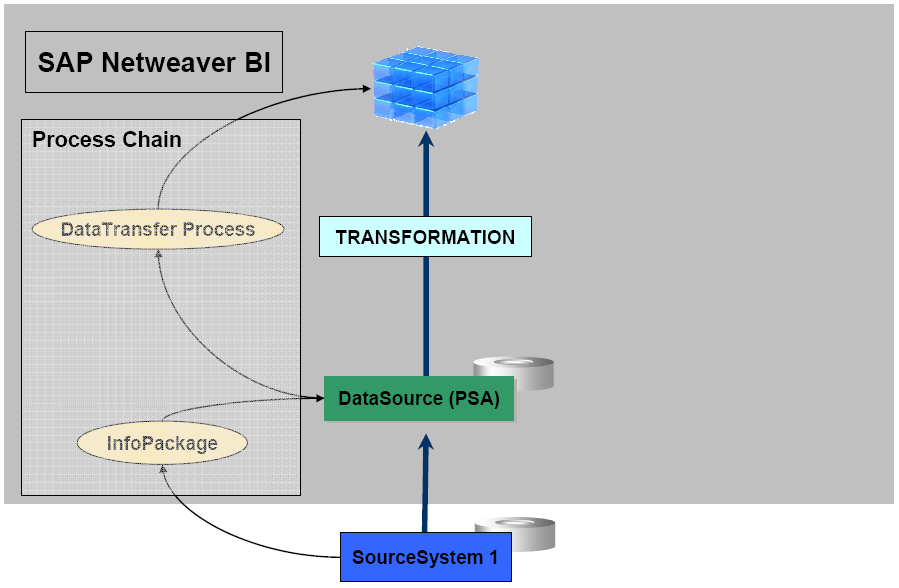 SAP Netweaver BI
Process Chain
DataTransfer Process
TRANSFORMATION
DataSource (PSA)
InfoPackage
SourceSystem 1